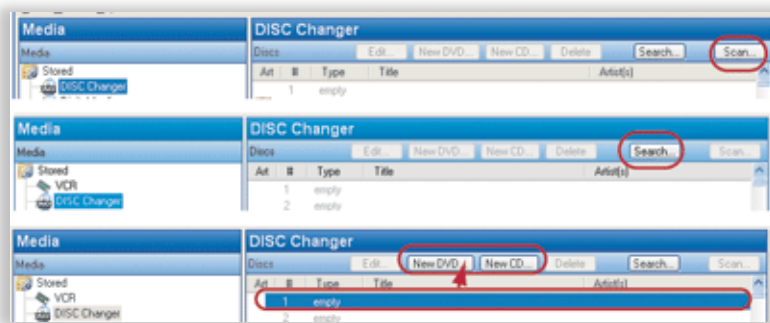 Media DISC Changer
Media Discs Edit... New DVD... New CD... Delete Search... Scan...
Stored Art # Type Title Artist(s)
DISC Changer 1 empty
Media DISC Changer
Media Discs Edit... New DVD... New CD... Delete Search... Scan...
Stored Art # Type Title Artist(s)
VCR 1 empty
DISC Changer 2 empty
Media DISC Changer
Media Discs Edit... New DVD... New CD... Delete Search... Scan...
Stored Art # Type Title Artist(s)
VCR 1 empty
DISC Changer 2 empty